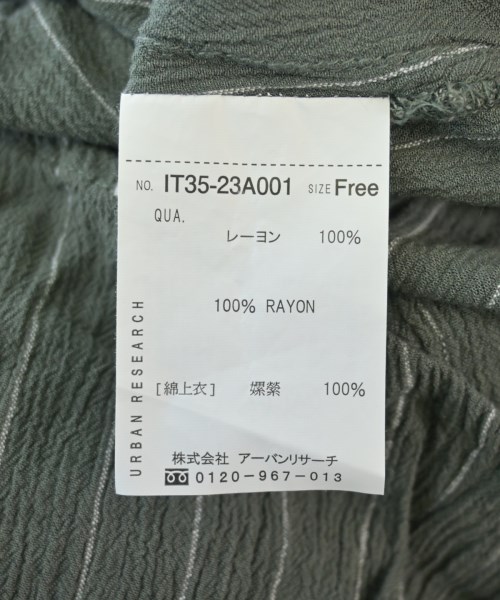 NO. IT35-23A001 SIZE Free
QUA.
レーヨン 100%
100% RAYON
[綿上衣] 嫘縈 100%
URBAN RESEARCH
株式会社 アーバンリサーチ
0120-967-013